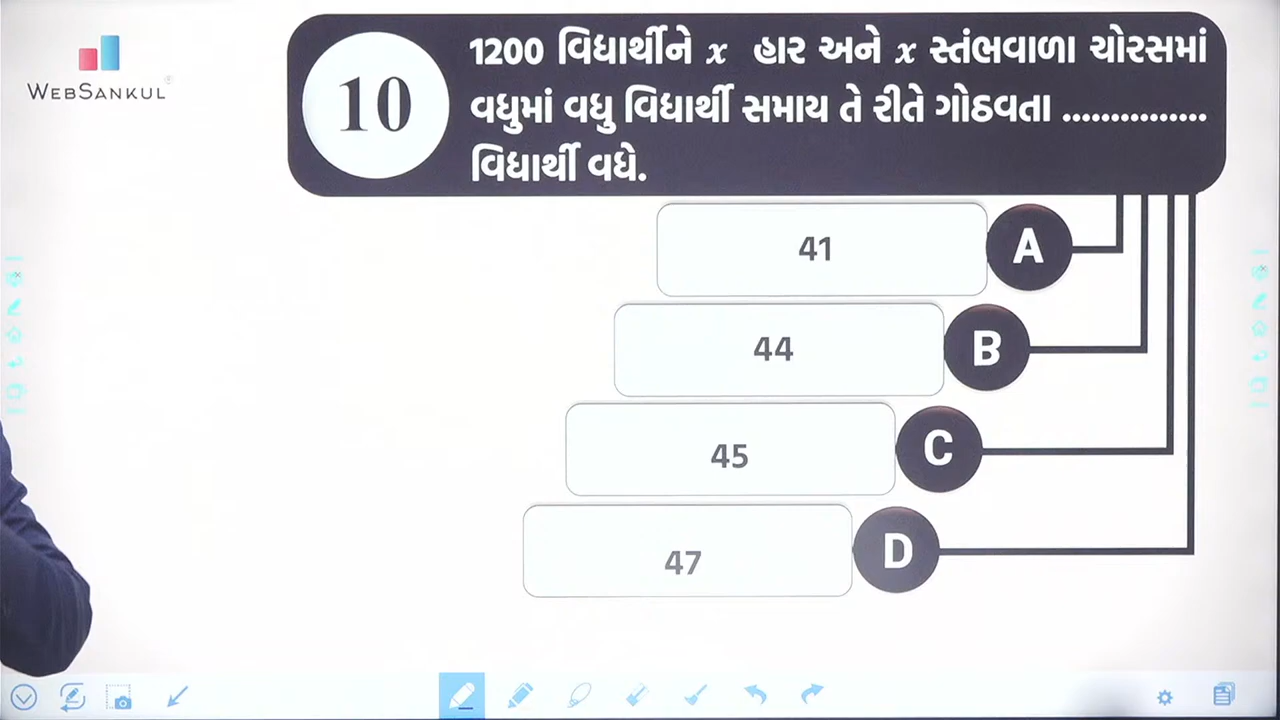 WEBSANKUL
10
1200 વિદ્યાર્થીને x હાર અને x સ્તંભવાળા ચોરસમાં
વધુમાં વધુ વિદ્યાર્થી સમાય તે રીતે ગોઠવતા ...............
વિદ્યાર્થી વધે.
41 A
44 B
45 C
47 D